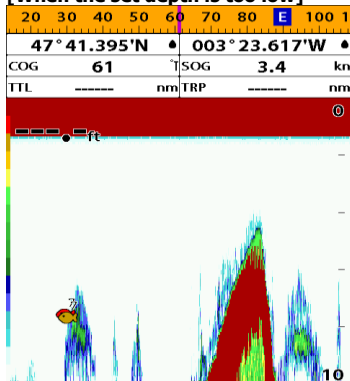 [When the set depth is too low]
20 30 40 50 60 70 80 E 100 1
47°41.395'N 003°23.617'W
COG 61 °T SOG 3.4 kn
TTL ------ nm TRP ------ nm
0
---.- ft
10